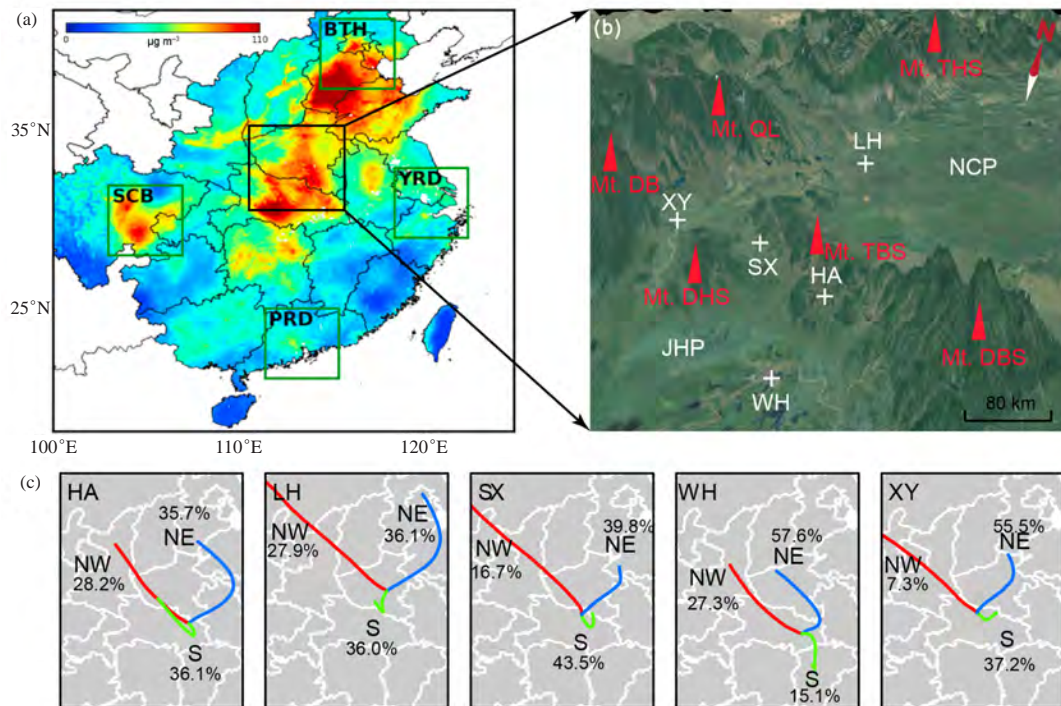 (a)
0
µg m⁻³
110
BTH
SCB
YRD
PRD
35°N
25°N
100°E
110°E
120°E
(b)
Mt. THS
N
Mt. QL
LH
NCP
Mt. DB
XY
SX
Mt. TBS
HA
Mt. DHS
Mt. DBS
JHP
WH
80 km
(c)
HA
35.7%
NE
NW
28.2%
S
36.1%
LH
NE
36.1%
NW
27.9%
S
36.0%
SX
39.8%
NE
NW
16.7%
S
43.5%
WH
57.6%
NE
NW
27.3%
S
15.1%
XY
55.5%
NE
NW
7.3%
S
37.2%